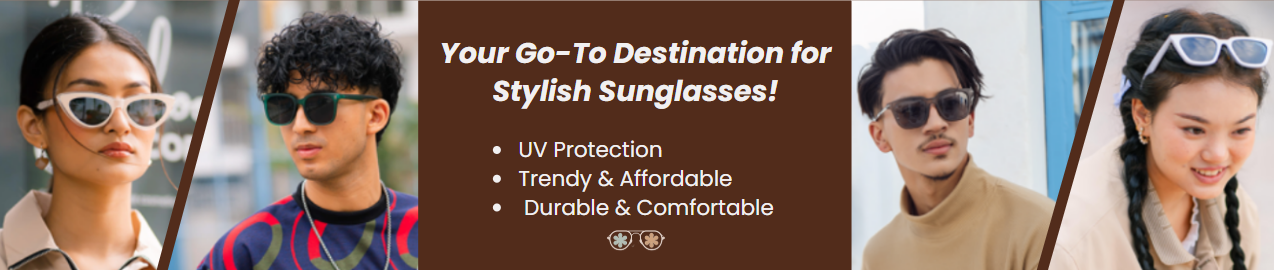 Your Go-To Destination for
Stylish Sunglasses!
• UV Protection
• Trendy & Affordable
• Durable & Comfortable